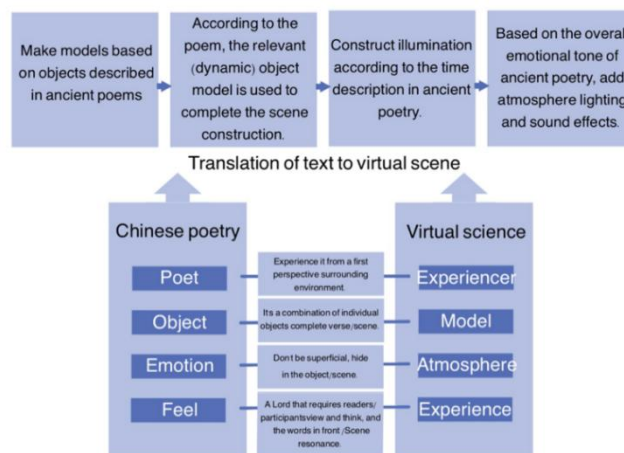 Make models based
on objects described
in ancient poems
According to the
poem, the relevant
(dynamic) object
model is used to
complete the scene
construction.
Construct illumination
according to the time
description in ancient
poetry.
Based on the overall
emotional tone of
ancient poetry, add
atmosphere lighting
and sound effects.
Translation of text to virtual scene
Chinese poetry
Virtual science
Poet
Experience it from a first
perspective surrounding
environment.
Experiencer
Object
Its a combination of individual
objects complete verse/scene.
Model
Emotion
Dont be superficial, hide
in the object/scene.
Atmosphere
Feel
A Lord that requires readers/
participantsview and think, and
the words in front /Scene
resonance.
Experience